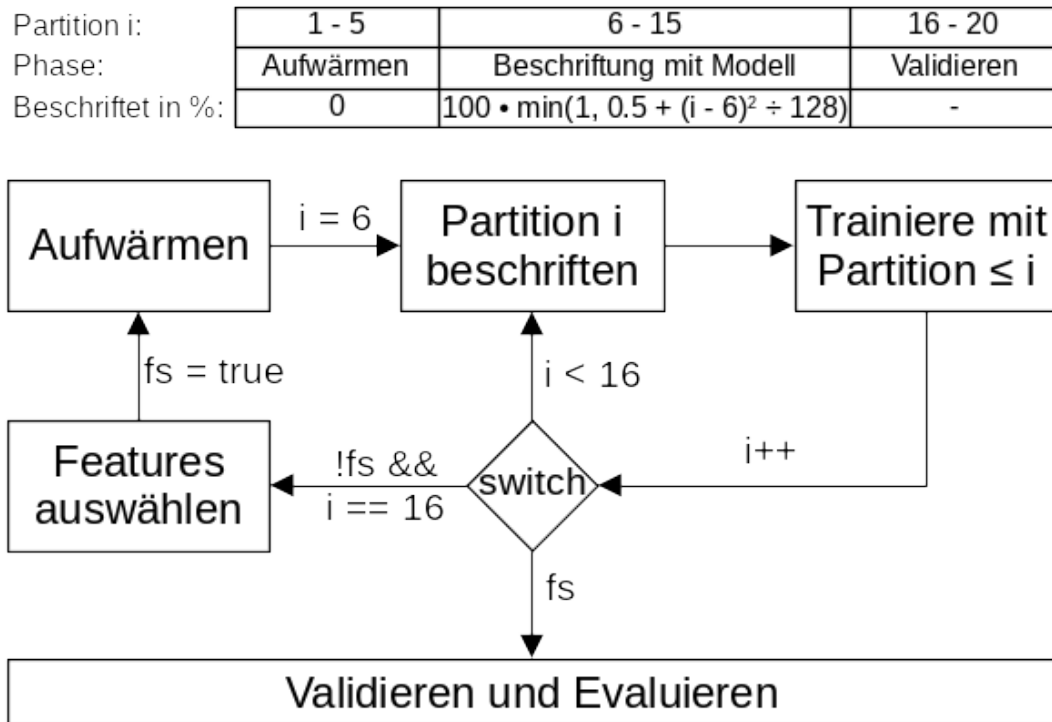 Partition i: 1 - 5 6 - 15 16 - 20
Phase: Aufwärmen Beschriftung mit Modell Validieren
Beschriftet in %: 0 100 • min(1, 0.5 + (i - 6)² ÷ 128) -
Aufwärmen
i = 6
Partition i
beschriften
Trainiere mit
Partition ≤ i
fs = true
i < 16
Features
auswählen
!fs &&
i == 16
switch
i++
fs
Validieren und Evaluieren